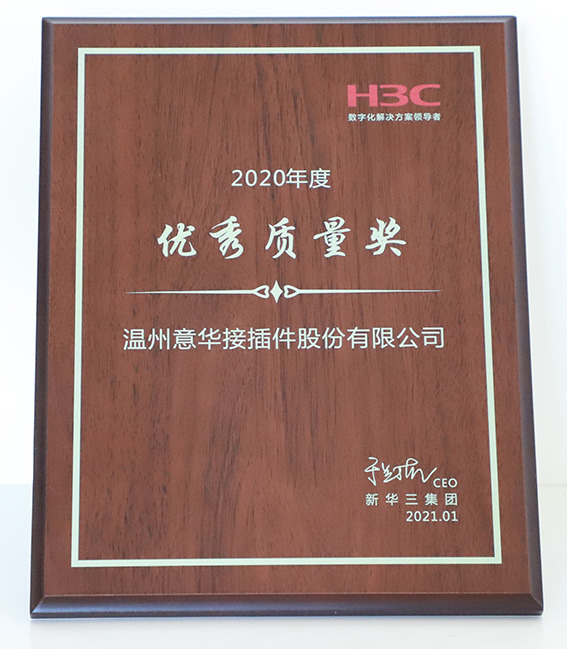 H3C
数字化解决方案领导者
2020年度
优秀质量奖
温州意华接插件股份有限公司
CEO
新华三集团
2021.01